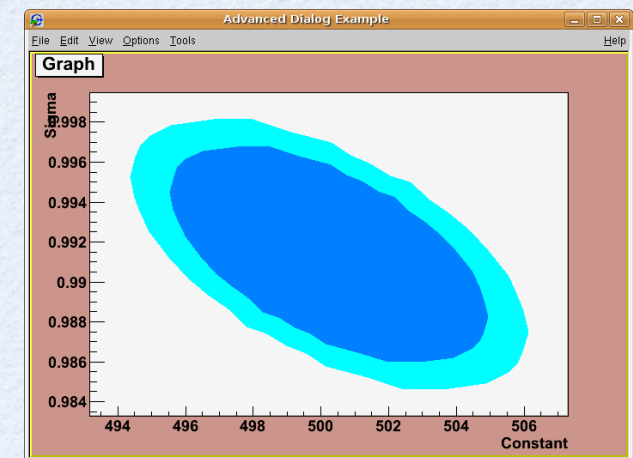 Advanced Dialog Example
File Edit View Options Tools Help
Graph
Sigma
0.998
0.996
0.994
0.992
0.99
0.988
0.986
0.984
494 496 498 500 502 504 506
Constant